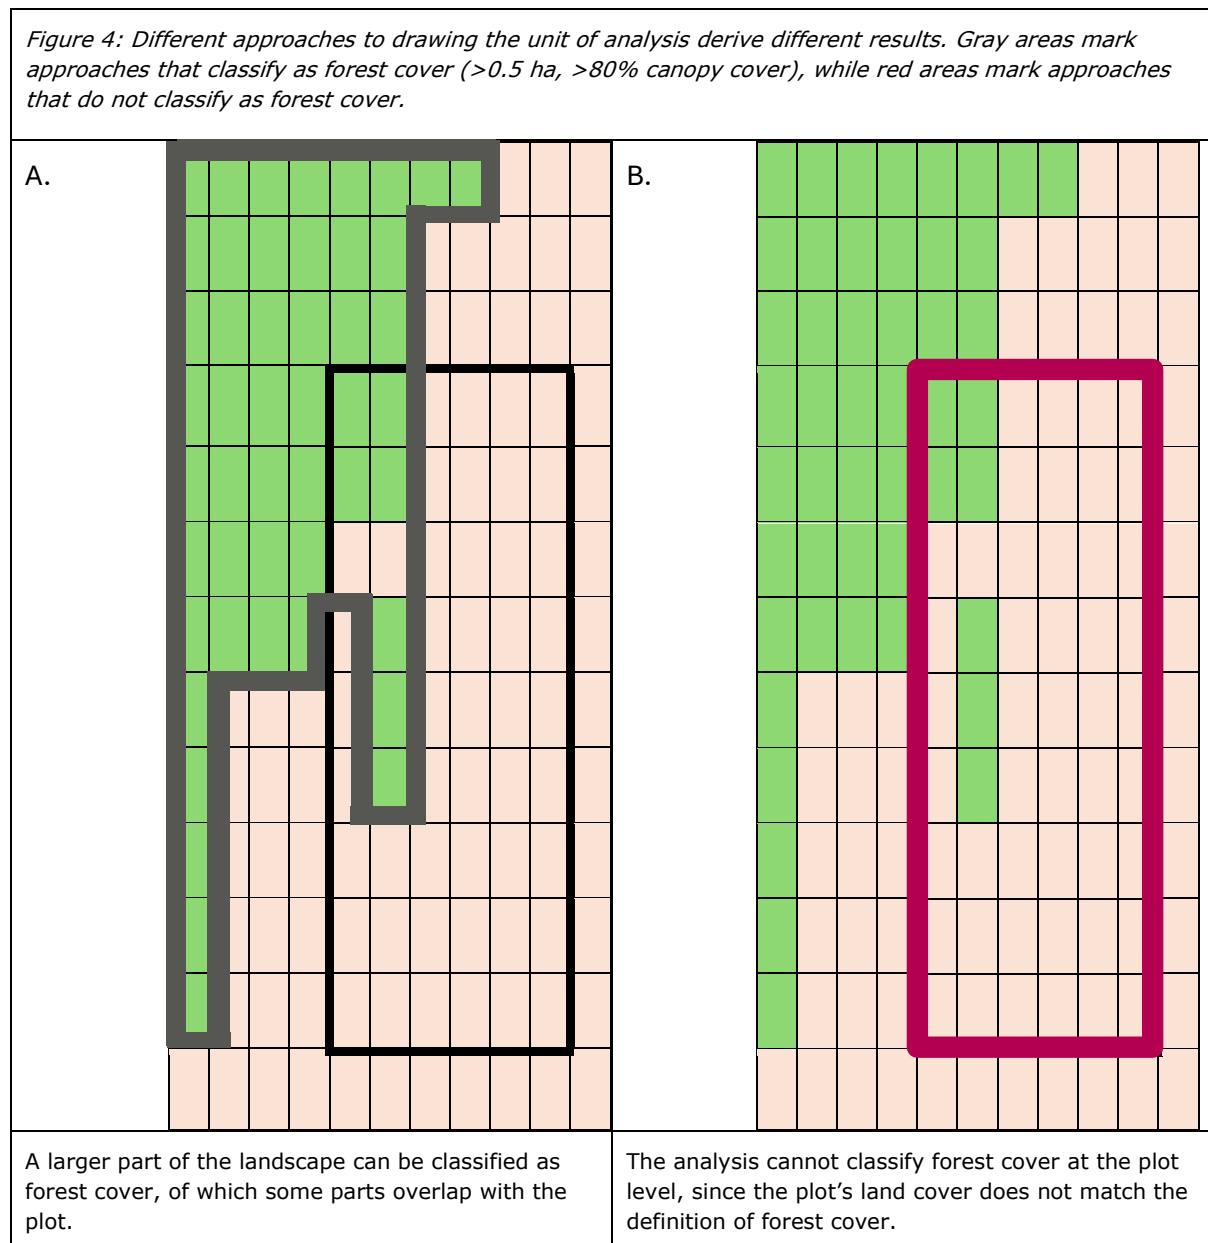 Figure 4: Different approaches to drawing the unit of analysis derive different results. Gray areas mark
approaches that classify as forest cover (>0.5 ha, >80% canopy cover), while red areas mark approaches
that do not classify as forest cover.
A.
B.
A larger part of the landscape can be classified as
forest cover, of which some parts overlap with the
plot.
The analysis cannot classify forest cover at the plot
level, since the plot's land cover does not match the
definition of forest cover.